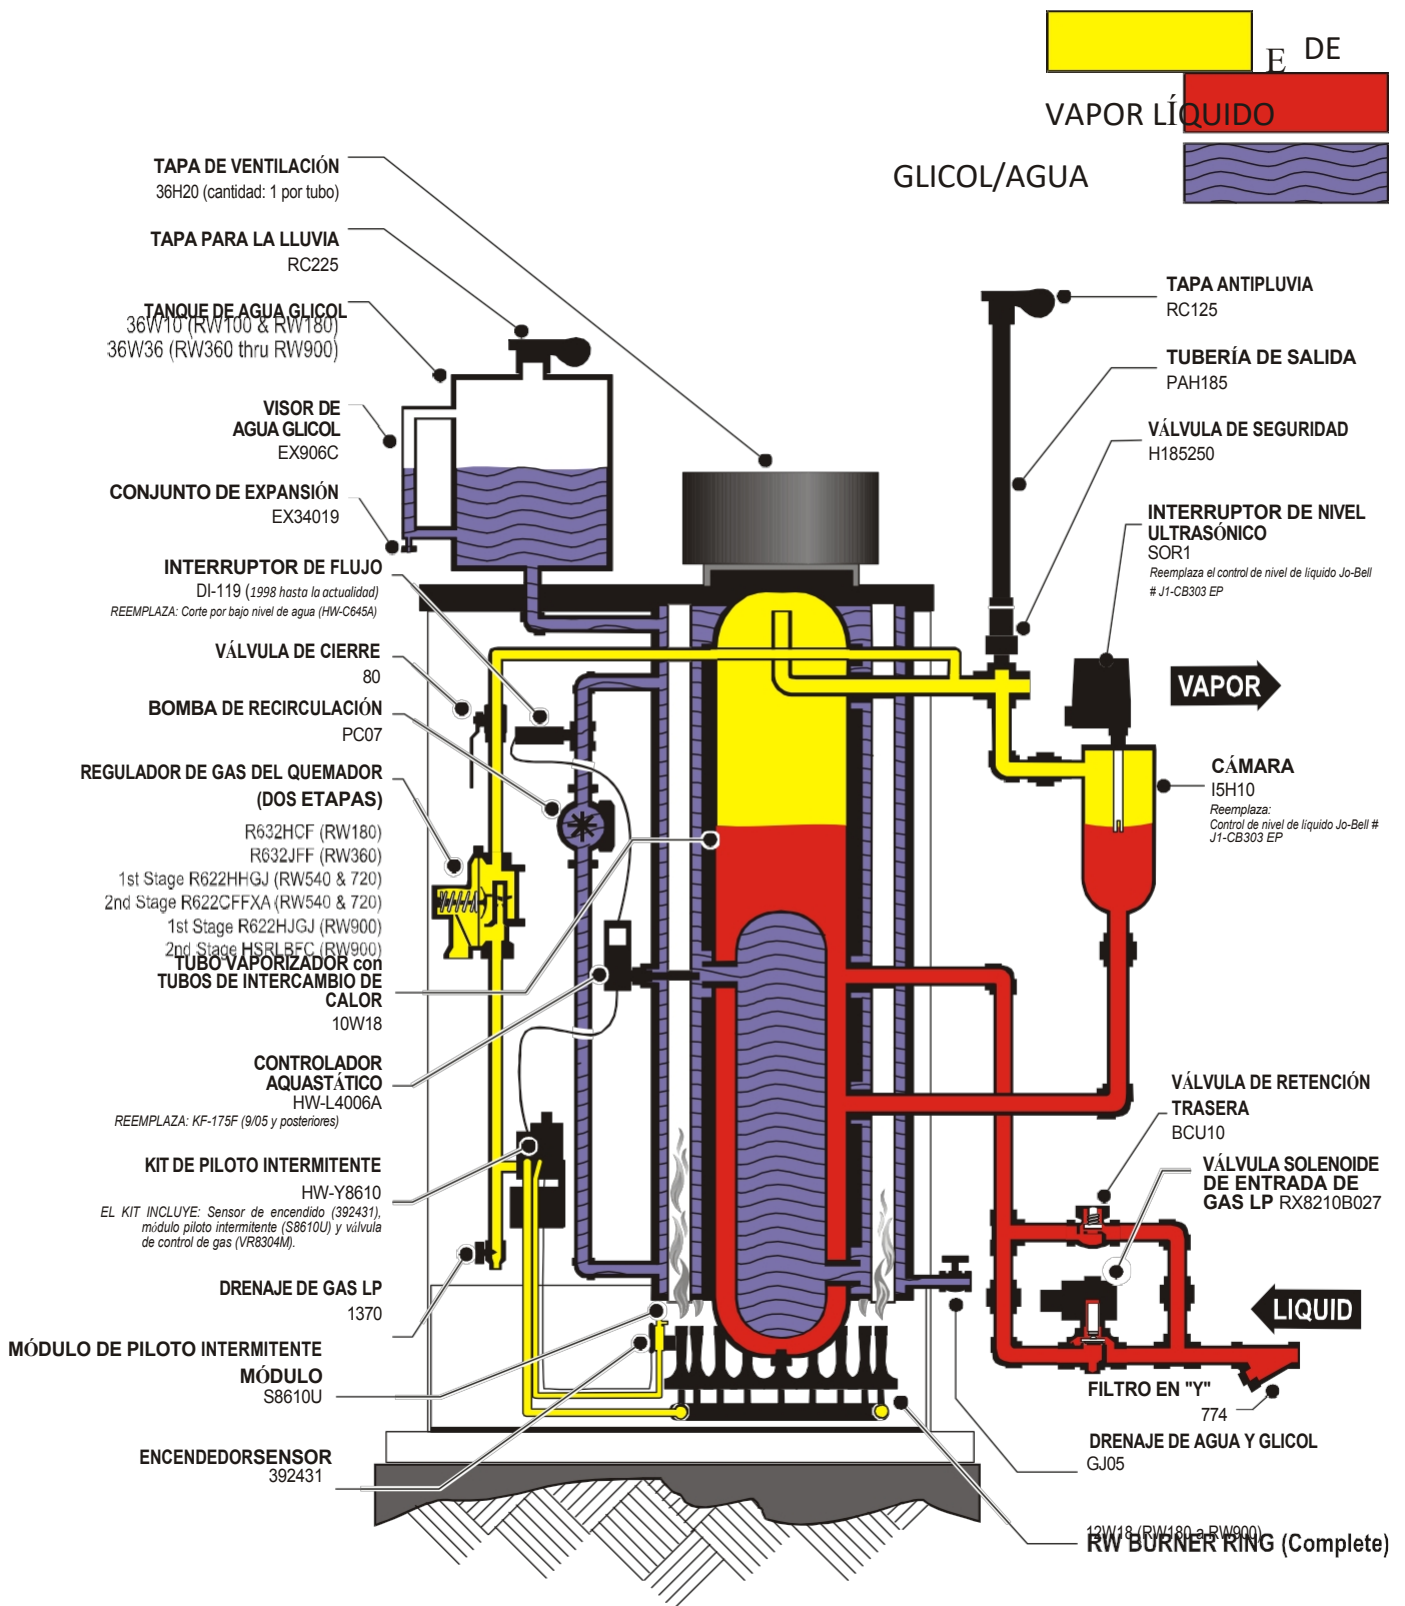 E DE
VAPOR LÍQUIDO
GLICOL/AGUA
TAPA DE VENTILACIÓN
36H20 (cantidad: 1 por tubo)
TAPA PARA LA LLUVIA
RC225
TANQUE DE AGUA GLICOL
36W10 (RW100 & RW180)
36W36 (RW360 thru RW900)
VISOR DE
AGUA GLICOL
EX906C
CONJUNTO DE EXPANSIÓN
EX34019
INTERRUPTOR DE FLUJO
DI-119 (1998 hasta la actualidad)
REEMPLAZA: Corte por bajo nivel de agua (HW-C645A)
VÁLVULA DE CIERRE
80
BOMBA DE RECIRCULACIÓN
PC07
REGULADOR DE GAS DEL QUEMADOR
(DOS ETAPAS)
R632HCF (RW180)
R632JFF (RW360)
1st Stage R622HHGJ (RW540 & 720)
2nd Stage R622CFFXA (RW540 & 720)
1st Stage R622HJGJ (RW900)
2nd Stage HSRLBFC (RW900)
TUBO VAPORIZADOR con
TUBOS DE INTERCAMBIO DE
CALOR
10W18
CONTROLADOR
AQUASTÁTICO
HW-L4006A
REEMPLAZA: KF-175F (9/05 y posteriores)
KIT DE PILOTO INTERMITENTE
HW-Y8610
EL KIT INCLUYE: Sensor de encendido (392431),
módulo piloto intermitente (S8610U) y válvula
de control de gas (VR8304M).
DRENAJE DE GAS LP
1370
MÓDULO DE PILOTO INTERMITENTE
MÓDULO
S8610U
ENCENDEDORSENSOR
392431
TAPA ANTIPLUVIA
RC125
TUBERÍA DE SALIDA
PAH185
VÁLVULA DE SEGURIDAD
H185250
INTERRUPTOR DE NIVEL
ULTRASÓNICO
SOR1
Reemplaza el control de nivel de líquido Jo-Bell
# J1-CB303 EP
VAPOR
CÁMARA
I5H10
Reemplaza:
Control de nivel de líquido Jo-Bell #
J1-CB303 EP
VÁLVULA DE RETENCIÓN
TRASERA
BCU10
VÁLVULA SOLENOIDE
DE ENTRADA DE
GAS LP RX8210B027
LIQUID
FILTRO EN "Y"
774
DRENAJE DE AGUA Y GLICOL
GJ05
12W18 (RW180 a RW900)
RW BURNER RING (Complete)